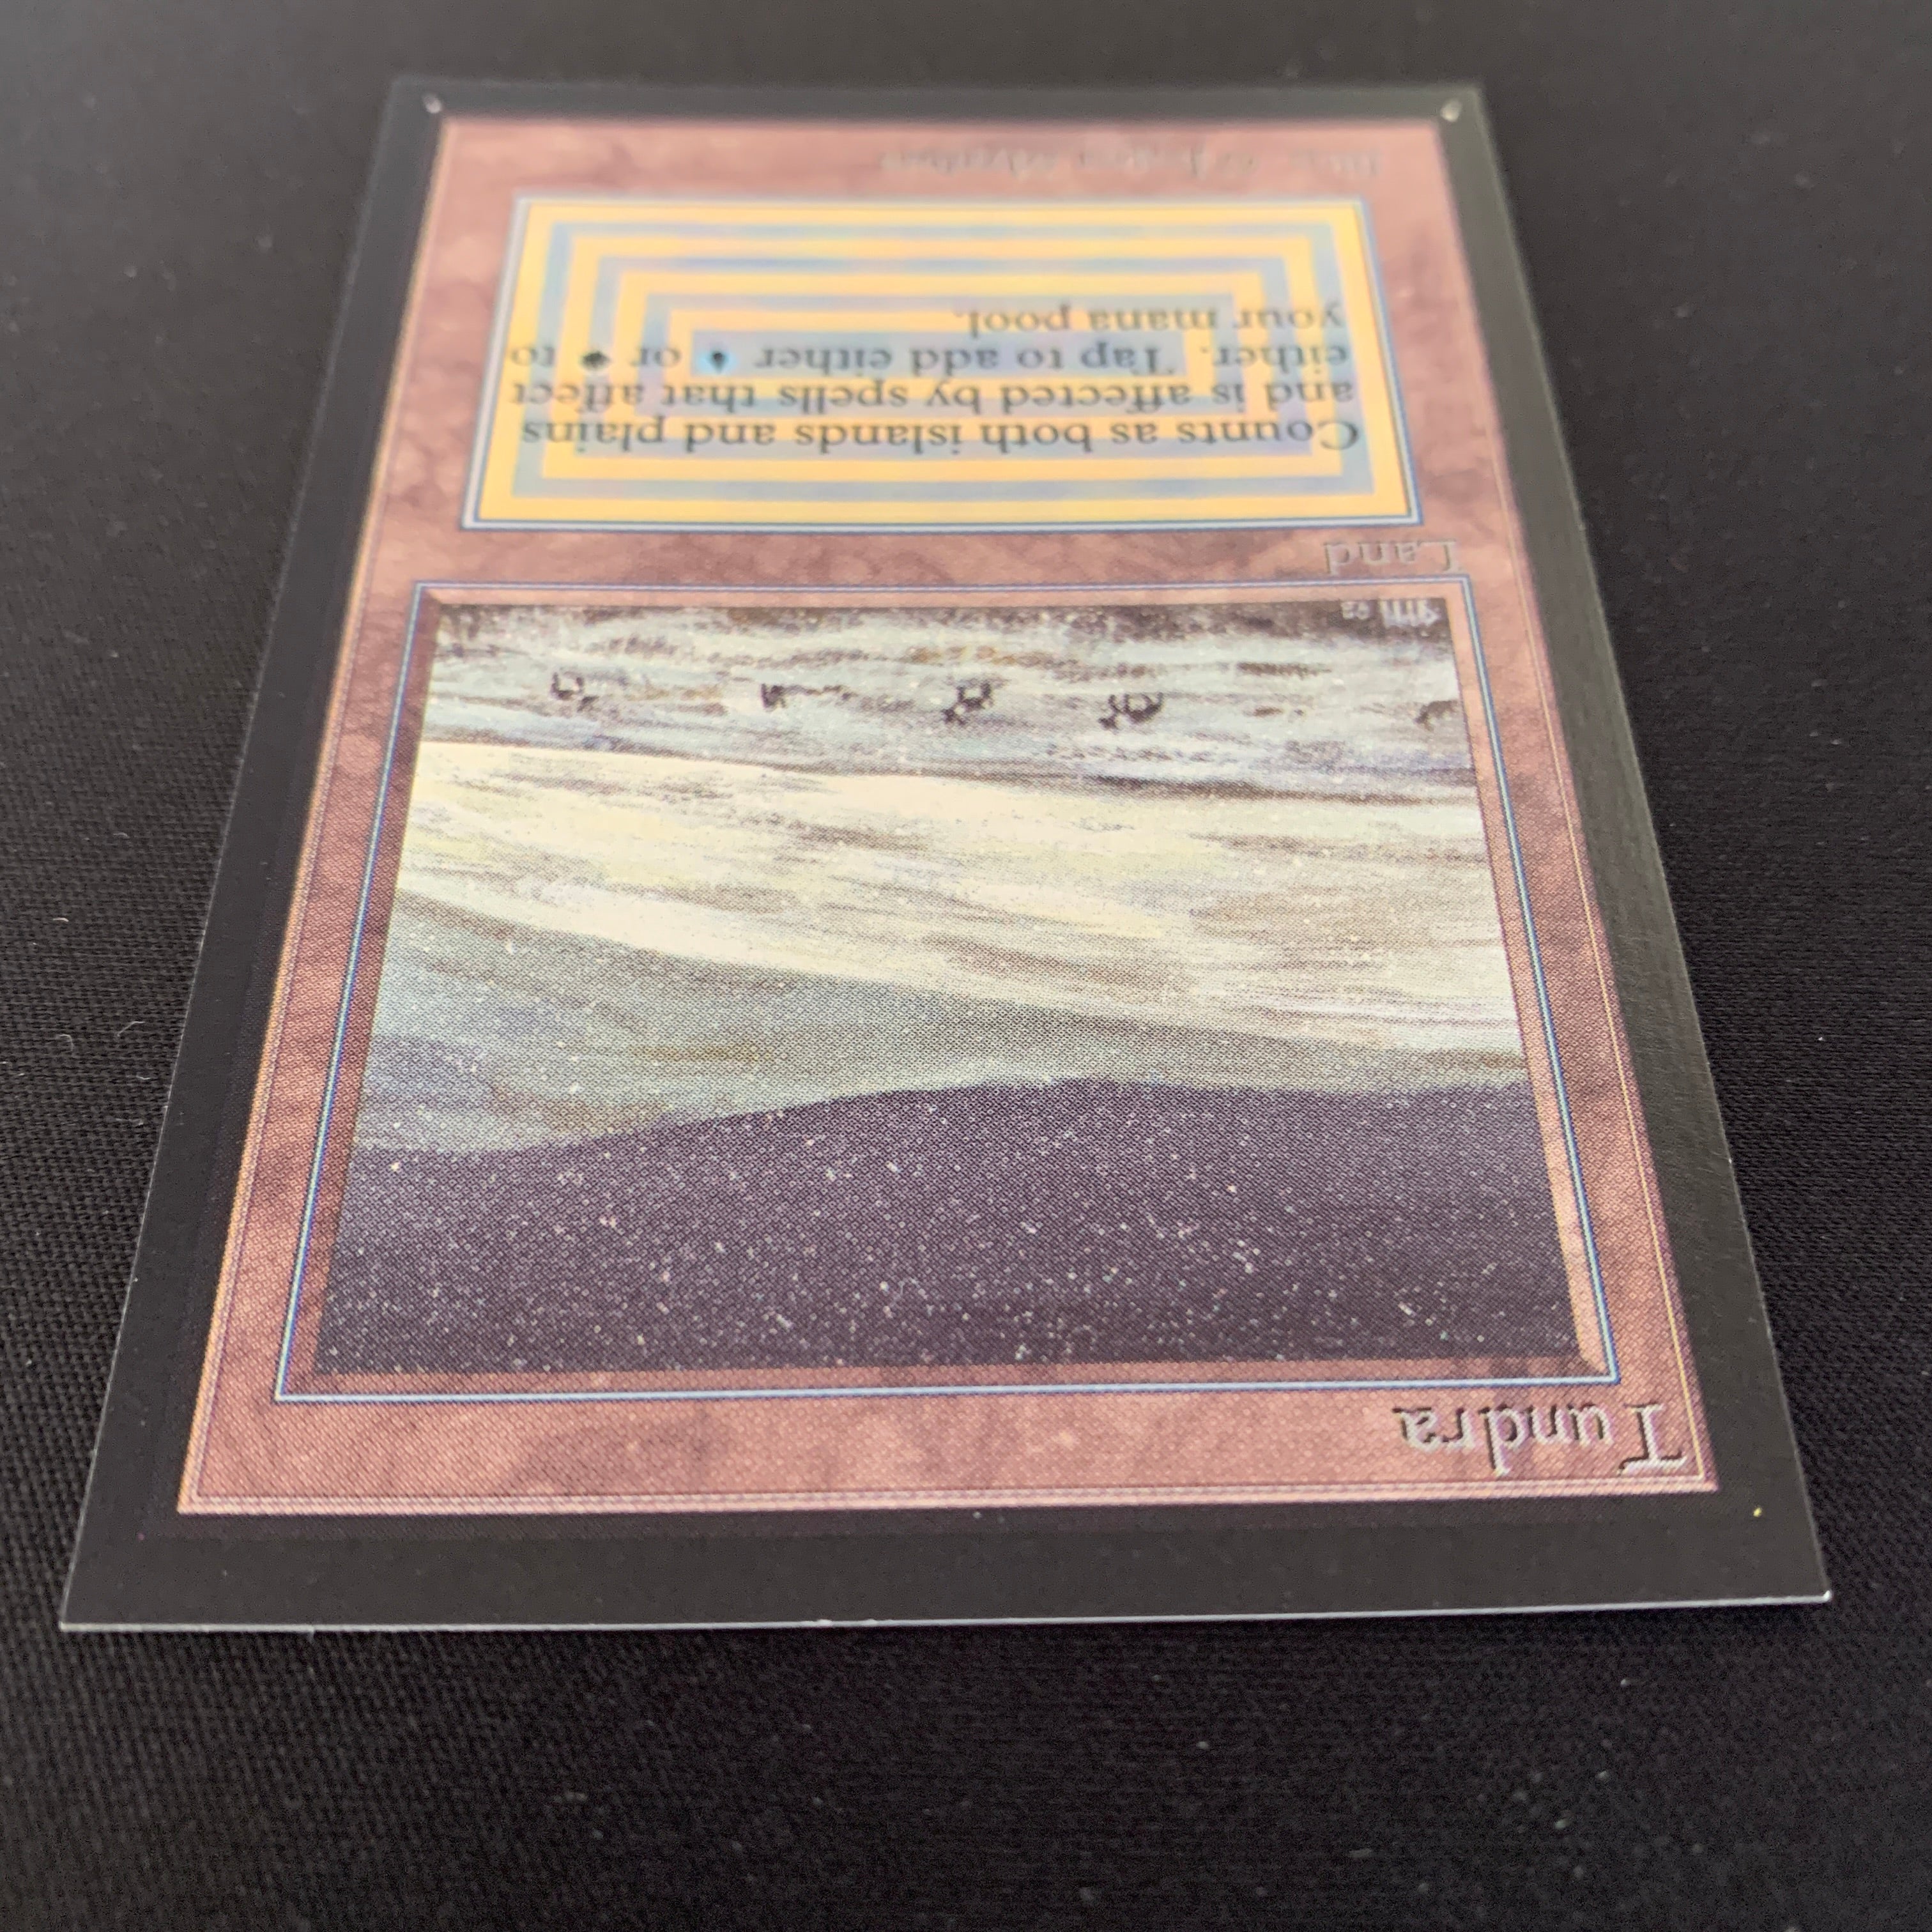 Tundra
Land
Counts as both islands and plains
and is affected by spells that affect
either. Tap to add either or to
your mana pool.
Illus. ©